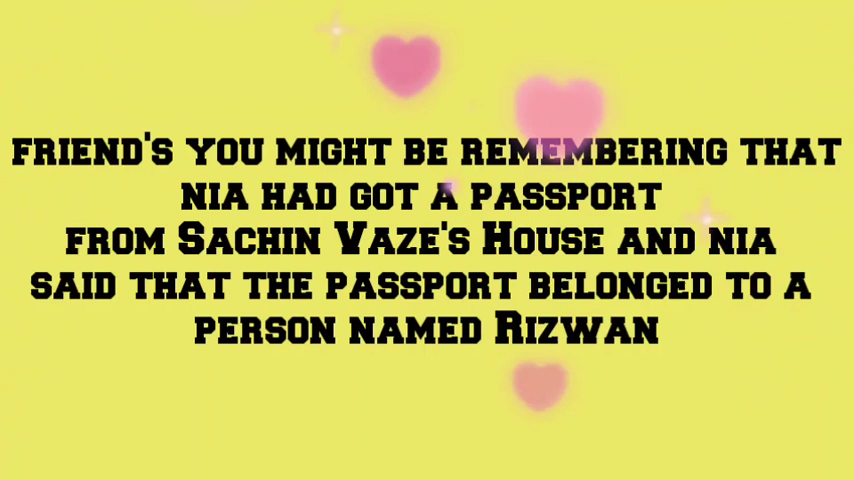 FRIEND'S YOU MIGHT BE REMEMBERING THAT
NIA HAD GOT A PASSPORT
FROM SACHIN VAZE'S HOUSE AND NIA
SAID THAT THE PASSPORT BELONGED TO A
PERSON NAMED RIZWAN